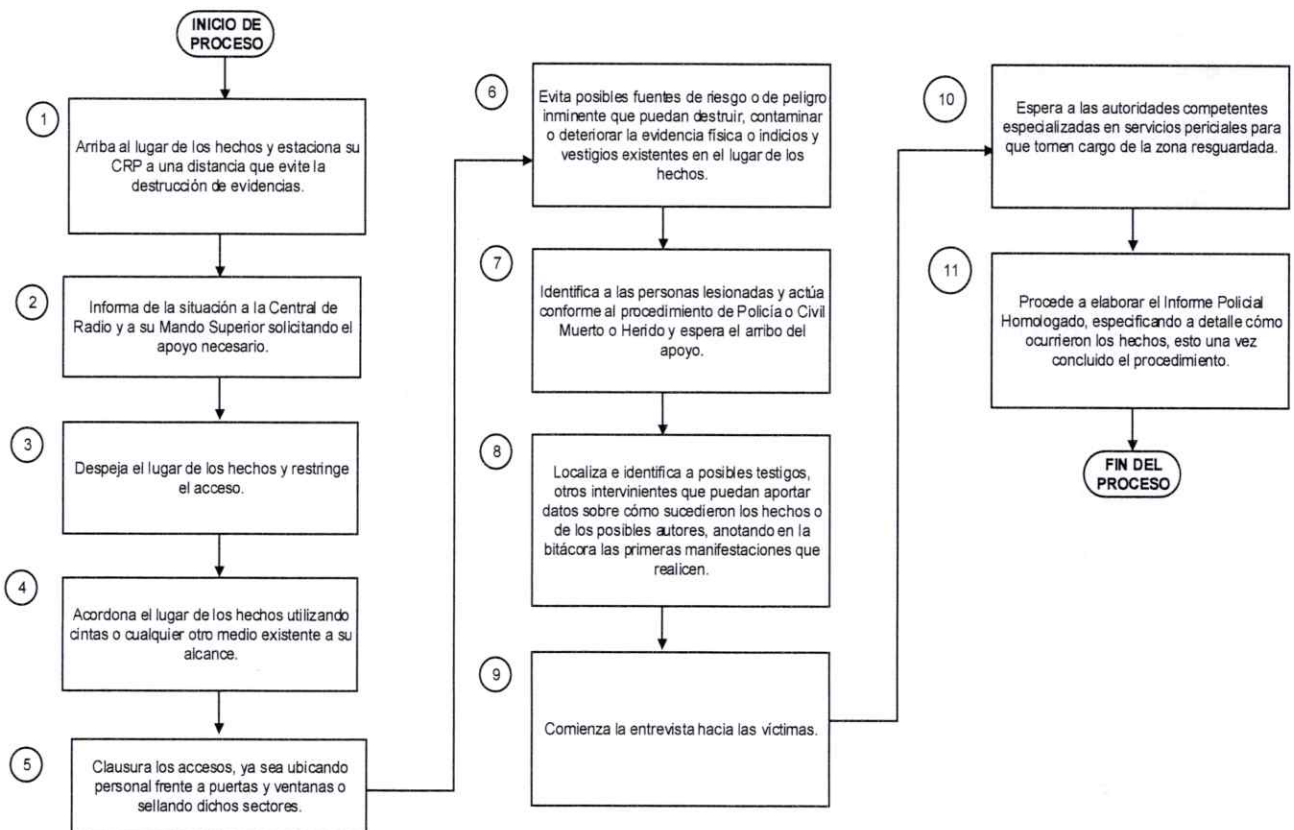 INICIO DE
PROCESO
1
Arriba al lugar de los hechos y estaciona su
CRP a una distancia que evite la
destrucción de evidencias.
2
Informa de la situación a la Central de
Radio y a su Mando Superior solicitando el
apoyo necesario.
3
Despeja el lugar de los hechos y restringe
el acceso.
4
Acordona el lugar de los hechos utilizando
cintas o cualquier otro medio existente a su
alcance.
5
Clausura los accesos, ya sea ubicando
personal frente a puertas y ventanas o
sellando dichos sectores.
6
Evita posibles fuentes de riesgo o de peligro
inminente que puedan destruir, contaminar
o deteriorar la evidencia física o indicios y
vestigios existentes en el lugar de los
hechos.
7
Identifica a las personas lesionadas y actúa
conforme al procedimiento de Policía o Civil
Muerto o Herido y espera el arribo del
apoyo.
8
Localiza e identifica a posibles testigos,
otros intervinientes que puedan aportar
datos sobre cómo sucedieron los hechos o
de los posibles autores, anotando en la
bitácora las primeras manifestaciones que
realicen.
9
Comienza la entrevista hacia las víctimas.
10
Espera a las autoridades competentes
especializadas en servicios periciales para
que tomen cargo de la zona resguardada.
11
Procede a elaborar el Informe Policial
Homologado, especificando a detalle cómo
ocurrieron los hechos, esto una vez
concluido el procedimiento.
FIN DEL
PROCESO